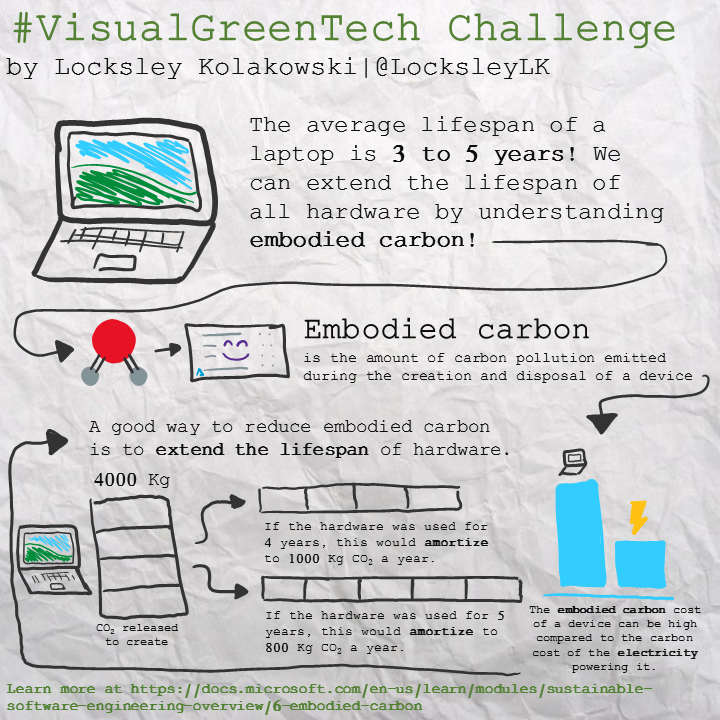 #VisualGreenTech Challenge
by Locksley Kolakowski|@LocksleyLK
The average lifespan of a
laptop is 3 to 5 years! We
can extend the lifespan of
all hardware by understanding
embodied carbon!
Embodied carbon
is the amount of carbon pollution emitted
during the creation and disposal of a device
A good way to reduce embodied carbon
is to extend the lifespan of hardware.
4000 Kg
CO₂ released
to create
If the hardware was used for
4 years, this would amortize
to 1000 Kg CO₂ a year.
If the hardware was used for 5
years, this would amortize to
800 Kg CO₂ a year.
The embodied carbon cost
of a device can be high
compared to the carbon
cost of the electricity
powering it.
Learn more at https://docs.microsoft.com/en-us/learn/modules/sustainable-
software-engineering-overview/6-embodied-carbon